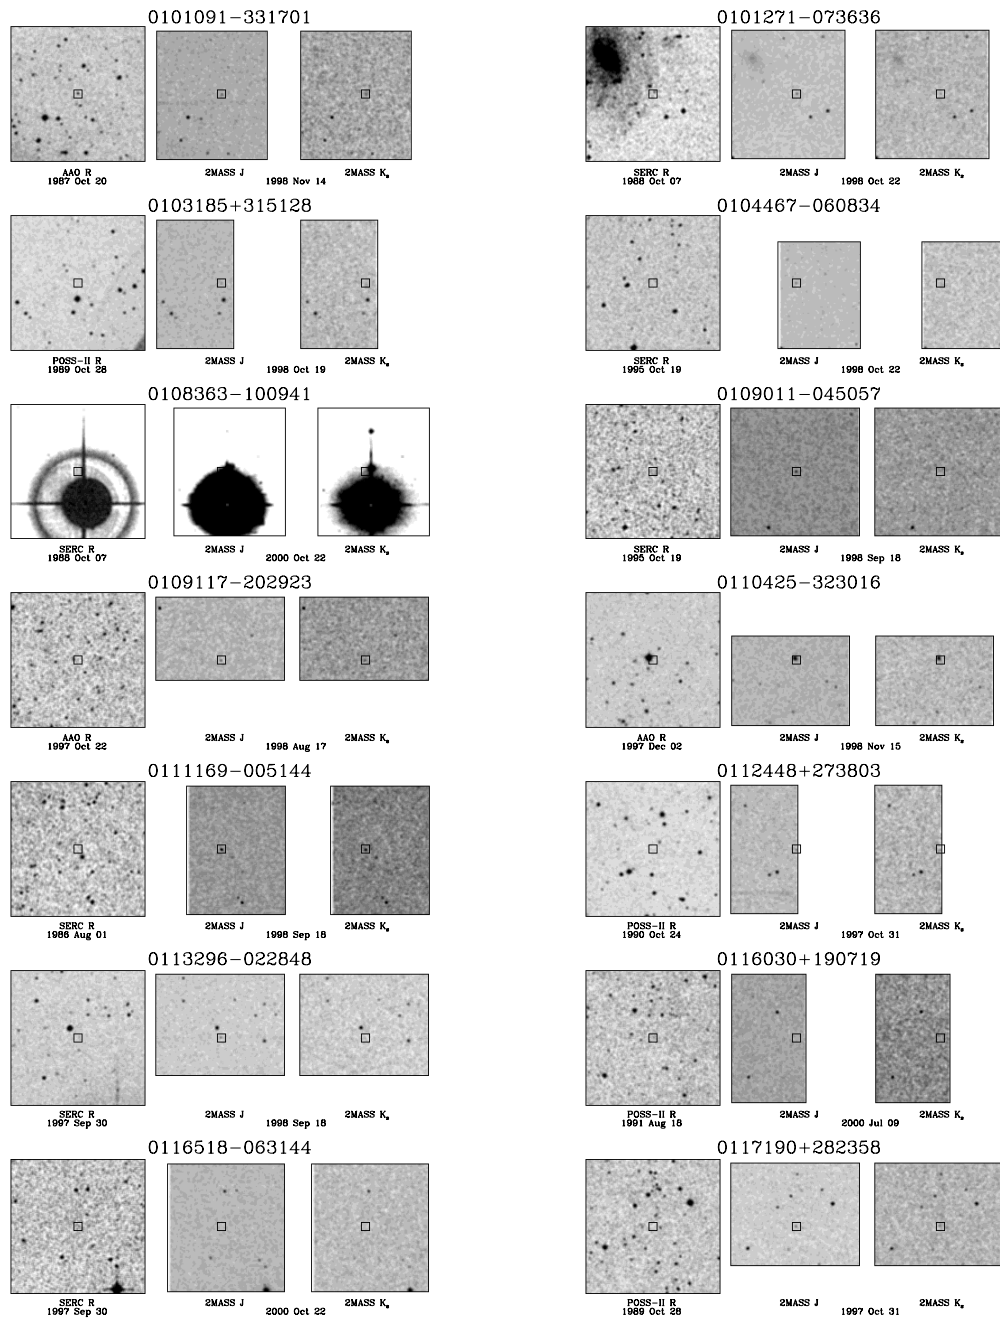 0101091-331701
AAO R
1987 Oct 20
2MASS J
1998 Nov 14
2MASS Ks
0101271-073636
SERC R
1988 Oct 07
2MASS J
1998 Oct 22
2MASS Ks
0103185+315128
POSS-II R
1989 Oct 28
2MASS J
1998 Oct 19
2MASS Ks
0104467-060834
SERC R
1995 Oct 19
2MASS J
1998 Oct 22
2MASS Ks
0108363-100941
SERC R
1988 Oct 07
2MASS J
2000 Oct 22
2MASS Ks
0109011-045057
SERC R
1995 Oct 19
2MASS J
1998 Sep 18
2MASS Ks
0109117-202923
AAO R
1997 Oct 22
2MASS J
1998 Aug 17
2MASS Ks
0110425-323016
AAO R
1997 Dec 02
2MASS J
1998 Nov 15
2MASS Ks
0111169-005144
SERC R
1986 Aug 01
2MASS J
1998 Sep 18
2MASS Ks
0112448+273803
POSS-II R
1990 Oct 24
2MASS J
1997 Oct 31
2MASS Ks
0113296-022848
SERC R
1997 Sep 30
2MASS J
1998 Sep 18
2MASS Ks
0116030+190719
POSS-II R
1991 Aug 18
2MASS J
2000 Jul 09
2MASS Ks
0116518-063144
SERC R
1997 Sep 30
2MASS J
2000 Oct 22
2MASS Ks
0117190+282358
POSS-II R
1989 Oct 28
2MASS J
1997 Oct 31
2MASS Ks